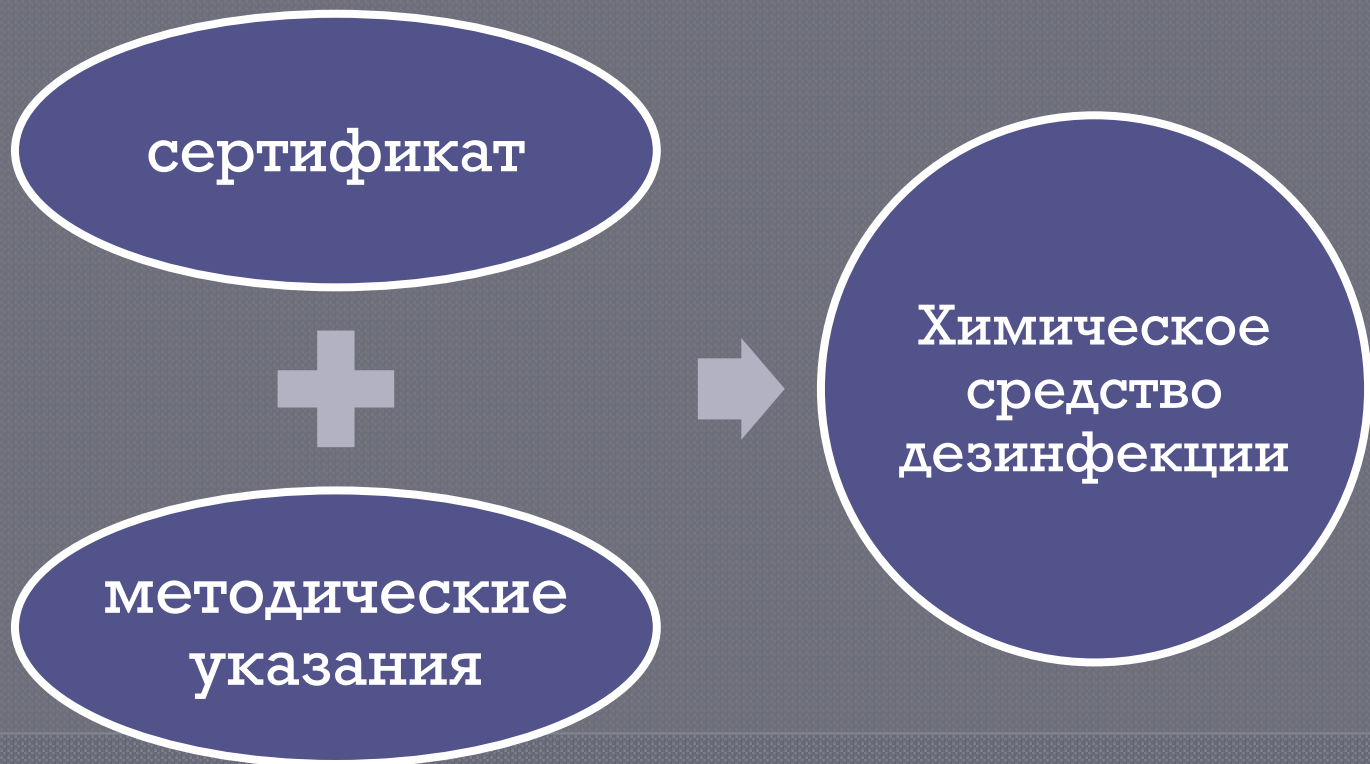 сертификат
методические
указания
Химическое
средство
дезинфекции